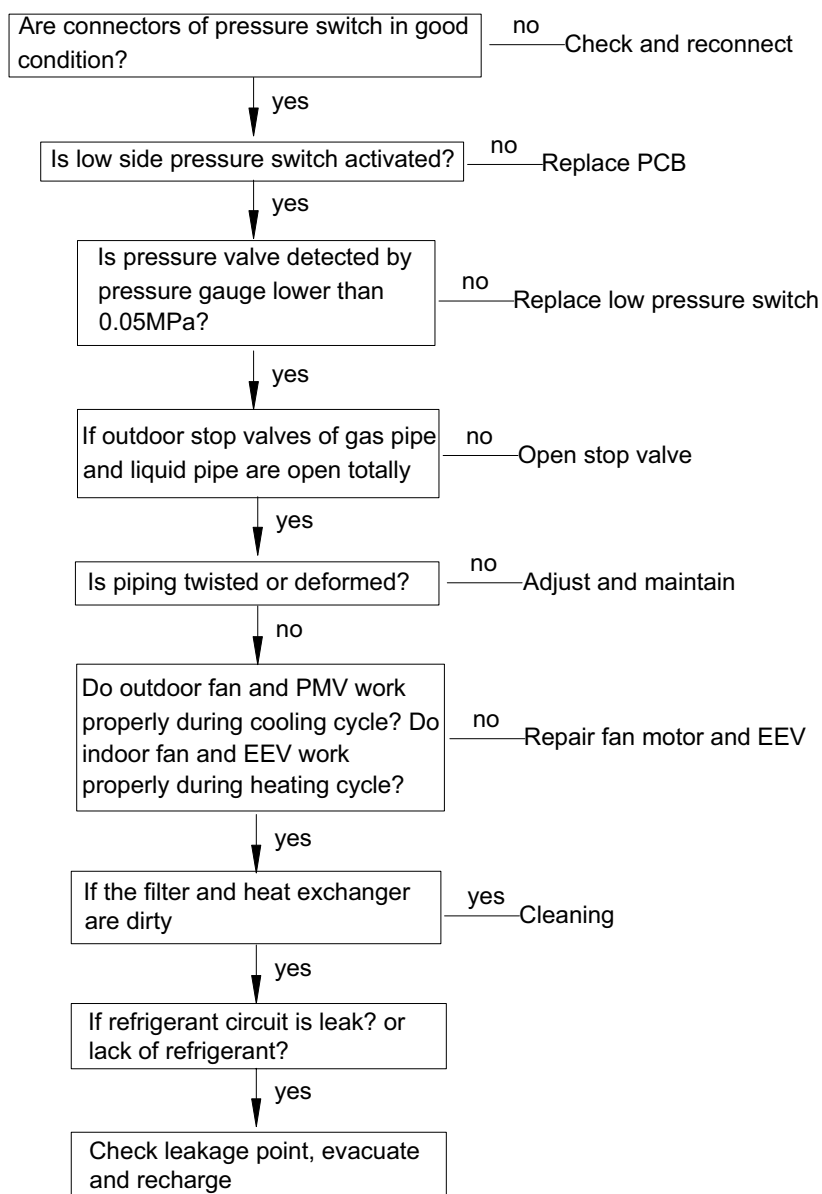 Are connectors of pressure switch in good
condition?
no
Check and reconnect
yes
Is low side pressure switch activated?
no
Replace PCB
yes
Is pressure valve detected by
pressure gauge lower than
0.05MPa?
no
Replace low pressure switch
yes
If outdoor stop valves of gas pipe
and liquid pipe are open totally
no
Open stop valve
yes
Is piping twisted or deformed?
no
Adjust and maintain
no
Do outdoor fan and PMV work
properly during cooling cycle? Do
indoor fan and EEV work
properly during heating cycle?
no
Repair fan motor and EEV
yes
If the filter and heat exchanger
are dirty
yes
Cleaning
yes
If refrigerant circuit is leak? or
lack of refrigerant?
yes
Check leakage point, evacuate
and recharge